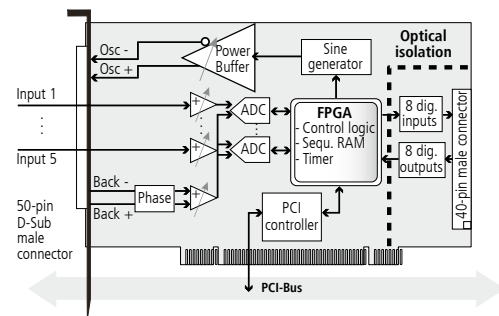 Osc -
Osc +
Power
Buffer
Sine
generator
Optical
isolation
Input 1
:
Input 5
+
+
+
ADC
ADC
FPGA
- Control logic
- Sequ. RAM
- Timer
8 dig.
inputs
8 dig.
outputs
40-pin male connector
Back -
Back +
Phase
PCI
controller
50-pin
D-Sub
male
connector
PCI-Bus